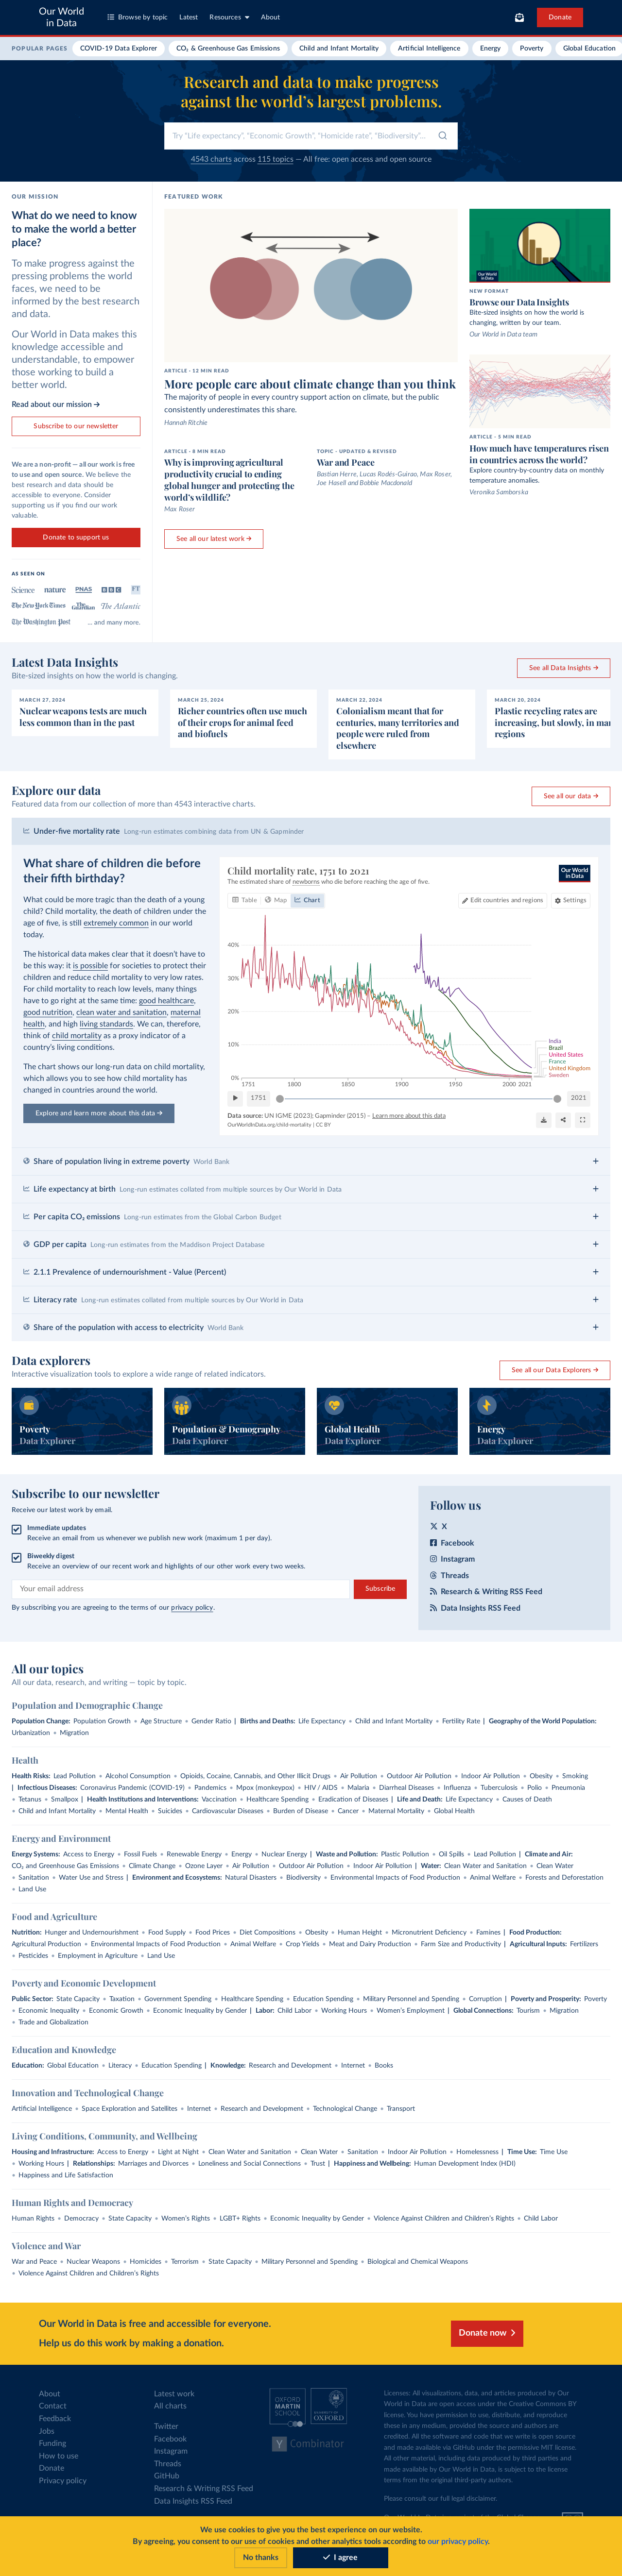 Our World
in Data
Browse by topic
Latest
Resources
About
Donate
POPULAR PAGES
COVID-19 Data Explorer
CO₂ & Greenhouse Gas Emissions
Child and Infant Mortality
Artificial Intelligence
Energy
Poverty
Global Education
Research and data to make progress
against the world's largest problems.
Try "Life expectancy", "Economic Growth", "Homicide rate", "Biodiversity"...
4543 charts across 115 topics — All free: open access and open source
OUR MISSION
What do we need to know
to make the world a better
place?
To make progress against the
pressing problems the world
faces, we need to be
informed by the best research
and data.
Our World in Data makes this
knowledge accessible and
understandable, to empower
those working to build a
better world.
Read about our mission →
Subscribe to our newsletter
We are a non-profit — all our work is free
to use and open source. We believe the
best research and data should be
accessible to everyone. Consider
supporting us if you find our work
valuable.
Donate to support us
AS SEEN ON
Science
nature
PNAS
BBC
FT
The New York Times
The Guardian
The Atlantic
The Washington Post
... and many more.
FEATURED WORK
ARTICLE - 12 MIN READ
More people care about climate change than you think
The majority of people in every country support action on climate, but the public
consistently underestimates this share.
Hannah Ritchie
ARTICLE - 8 MIN READ
Why is improving agricultural
productivity crucial to ending
global hunger and protecting the
world's wildlife?
Max Roser
TOPIC - UPDATED & REVISED
War and Peace
Bastian Herre, Lucas Rodés-Guirao, Max Roser,
Joe Hasell and Bobbie Macdonald
See all our latest work →
Our World
in Data
NEW FORMAT
Browse our Data Insights
Bite-sized insights on how the world is
changing, written by our team.
Our World in Data team
ARTICLE - 5 MIN READ
How much have temperatures risen
in countries across the world?
Explore country-by-country data on monthly
temperature anomalies.
Veronika Samborska
Latest Data Insights
Bite-sized insights on how the world is changing.
See all Data Insights →
MARCH 27, 2024
Nuclear weapons tests are much
less common than in the past
MARCH 25, 2024
Richer countries often use much
of their crops for animal feed
and biofuels
MARCH 22, 2024
Colonialism meant that for
centuries, many territories and
people were ruled from
elsewhere
MARCH 20, 2024
Plastic recycling rates are
increasing, but slowly, in man
regions
Explore our data
Featured data from our collection of more than 4543 interactive charts.
See all our data →
Under-five mortality rate Long-run estimates combining data from UN & Gapminder
What share of children die before
their fifth birthday?
What could be more tragic than the death of a young
child? Child mortality, the death of children under the
age of five, is still extremely common in our world
today.
The historical data makes clear that it doesn't have to
be this way: it is possible for societies to protect their
children and reduce child mortality to very low rates.
For child mortality to reach low levels, many things
have to go right at the same time: good healthcare,
good nutrition, clean water and sanitation, maternal
health, and high living standards. We can, therefore,
think of child mortality as a proxy indicator of a
country's living conditions.
The chart shows our long-run data on child mortality,
which allows you to see how child mortality has
changed in countries around the world.
Explore and learn more about this data →
Child mortality rate, 1751 to 2021
The estimated share of newborns who die before reaching the age of five.
Our World
in Data
Table
Map
Chart
Edit countries and regions
Settings
40%
30%
20%
10%
0%
1751
1800
1850
1900
1950
2000
2021
India
Brazil
United States
France
United Kingdom
Sweden
1751
2021
Data source: UN IGME (2023); Gapminder (2015) – Learn more about this data
OurWorldInData.org/child-mortality | CC BY
Share of population living in extreme poverty World Bank
Life expectancy at birth Long-run estimates collated from multiple sources by Our World in Data
Per capita CO₂ emissions Long-run estimates from the Global Carbon Budget
GDP per capita Long-run estimates from the Maddison Project Database
2.1.1 Prevalence of undernourishment - Value (Percent)
Literacy rate Long-run estimates collated from multiple sources by Our World in Data
Share of the population with access to electricity World Bank
Data explorers
Interactive visualization tools to explore a wide range of related indicators.
See all our Data Explorers →
Poverty
Data Explorer
Population & Demography
Data Explorer
Global Health
Data Explorer
Energy
Data Explorer
Subscribe to our newsletter
Receive our latest work by email.
Immediate updates
Receive an email from us whenever we publish new work (maximum 1 per day).
Biweekly digest
Receive an overview of our recent work and highlights of our other work every two weeks.
Your email address
Subscribe
By subscribing you are agreeing to the terms of our privacy policy.
Follow us
X
Facebook
Instagram
Threads
Research & Writing RSS Feed
Data Insights RSS Feed
All our topics
All our data, research, and writing — topic by topic.
Population and Demographic Change
Population Change: Population Growth • Age Structure • Gender Ratio | Births and Deaths: Life Expectancy • Child and Infant Mortality • Fertility Rate | Geography of the World Population:
Urbanization • Migration
Health
Health Risks: Lead Pollution • Alcohol Consumption • Opioids, Cocaine, Cannabis, and Other Illicit Drugs • Air Pollution • Outdoor Air Pollution • Indoor Air Pollution • Obesity • Smoking
| Infectious Diseases: Coronavirus Pandemic (COVID-19) • Pandemics • Mpox (monkeypox) • HIV / AIDS • Malaria • Diarrheal Diseases • Influenza • Tuberculosis • Polio • Pneumonia
• Tetanus • Smallpox | Health Institutions and Interventions: Vaccination • Healthcare Spending • Eradication of Diseases | Life and Death: Life Expectancy • Causes of Death
• Child and Infant Mortality • Mental Health • Suicides • Cardiovascular Diseases • Burden of Disease • Cancer • Maternal Mortality • Global Health
Energy and Environment
Energy Systems: Access to Energy • Fossil Fuels • Renewable Energy • Energy • Nuclear Energy | Waste and Pollution: Plastic Pollution • Oil Spills • Lead Pollution | Climate and Air:
CO₂ and Greenhouse Gas Emissions • Climate Change • Ozone Layer • Air Pollution • Outdoor Air Pollution • Indoor Air Pollution | Water: Clean Water and Sanitation • Clean Water
• Sanitation • Water Use and Stress | Environment and Ecosystems: Natural Disasters • Biodiversity • Environmental Impacts of Food Production • Animal Welfare • Forests and Deforestation
• Land Use
Food and Agriculture
Nutrition: Hunger and Undernourishment • Food Supply • Food Prices • Diet Compositions • Obesity • Human Height • Micronutrient Deficiency • Famines | Food Production:
Agricultural Production • Environmental Impacts of Food Production • Animal Welfare • Crop Yields • Meat and Dairy Production • Farm Size and Productivity | Agricultural Inputs: Fertilizers
• Pesticides • Employment in Agriculture • Land Use
Poverty and Economic Development
Public Sector: State Capacity • Taxation • Government Spending • Healthcare Spending • Education Spending • Military Personnel and Spending • Corruption | Poverty and Prosperity: Poverty
• Economic Inequality • Economic Growth • Economic Inequality by Gender | Labor: Child Labor • Working Hours • Women's Employment | Global Connections: Tourism • Migration
• Trade and Globalization
Education and Knowledge
Education: Global Education • Literacy • Education Spending | Knowledge: Research and Development • Internet • Books
Innovation and Technological Change
Artificial Intelligence • Space Exploration and Satellites • Internet • Research and Development • Technological Change • Transport
Living Conditions, Community, and Wellbeing
Housing and Infrastructure: Access to Energy • Light at Night • Clean Water and Sanitation • Clean Water • Sanitation • Indoor Air Pollution • Homelessness | Time Use: Time Use
• Working Hours | Relationships: Marriages and Divorces • Loneliness and Social Connections • Trust | Happiness and Wellbeing: Human Development Index (HDI)
• Happiness and Life Satisfaction
Human Rights and Democracy
Human Rights • Democracy • State Capacity • Women's Rights • LGBT+ Rights • Economic Inequality by Gender • Violence Against Children and Children's Rights • Child Labor
Violence and War
War and Peace • Nuclear Weapons • Homicides • Terrorism • State Capacity • Military Personnel and Spending • Biological and Chemical Weapons
• Violence Against Children and Children's Rights
Our World in Data is free and accessible for everyone.
Help us do this work by making a donation.
Donate now
About
Contact
Feedback
Jobs
Funding
How to use
Donate
Privacy policy
Latest work
All charts
Twitter
Facebook
Instagram
Threads
GitHub
Research & Writing RSS Feed
Data Insights RSS Feed
OXFORD
MARTIN
SCHOOL
UNIVERSITY OF
OXFORD
Y Combinator
Licenses: All visualizations, data, and articles produced by Our
World in Data are open access under the Creative Commons BY
license. You have permission to use, distribute, and reproduce
these in any medium, provided the source and authors are
credited. All the software and code that we write is open source
and made available via GitHub under the permissive MIT license.
All other material, including data produced by third parties and
made available by Our World in Data, is subject to the license
terms from the original third-party authors.
Please consult our full legal disclaimer.
We use cookies to give you the best experience on our website.
By agreeing, you consent to our use of cookies and other analytics tools according to our privacy policy.
No thanks
I agree